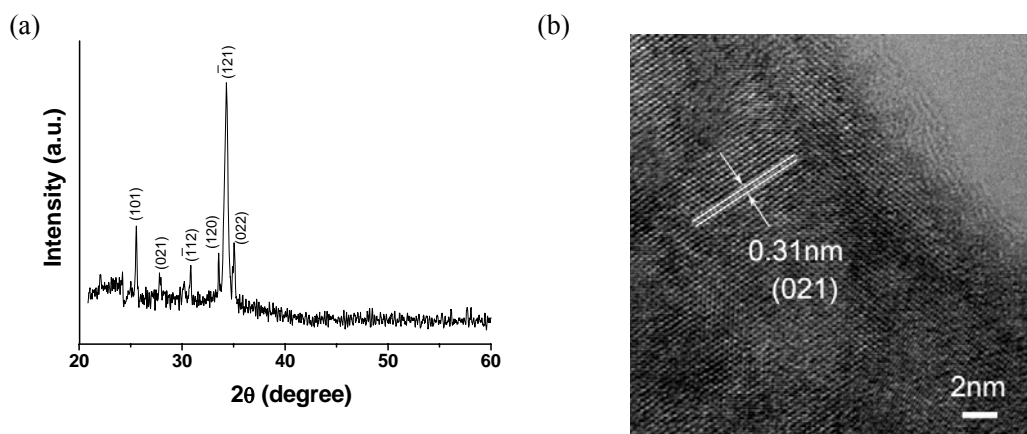 (a)
Intensity (a.u.)
(101)
(021)
(1̅12)
(120)
(1̅21)
(022)
20
30
40
50
60
2θ (degree)
(b)
0.31nm
(021)
2nm